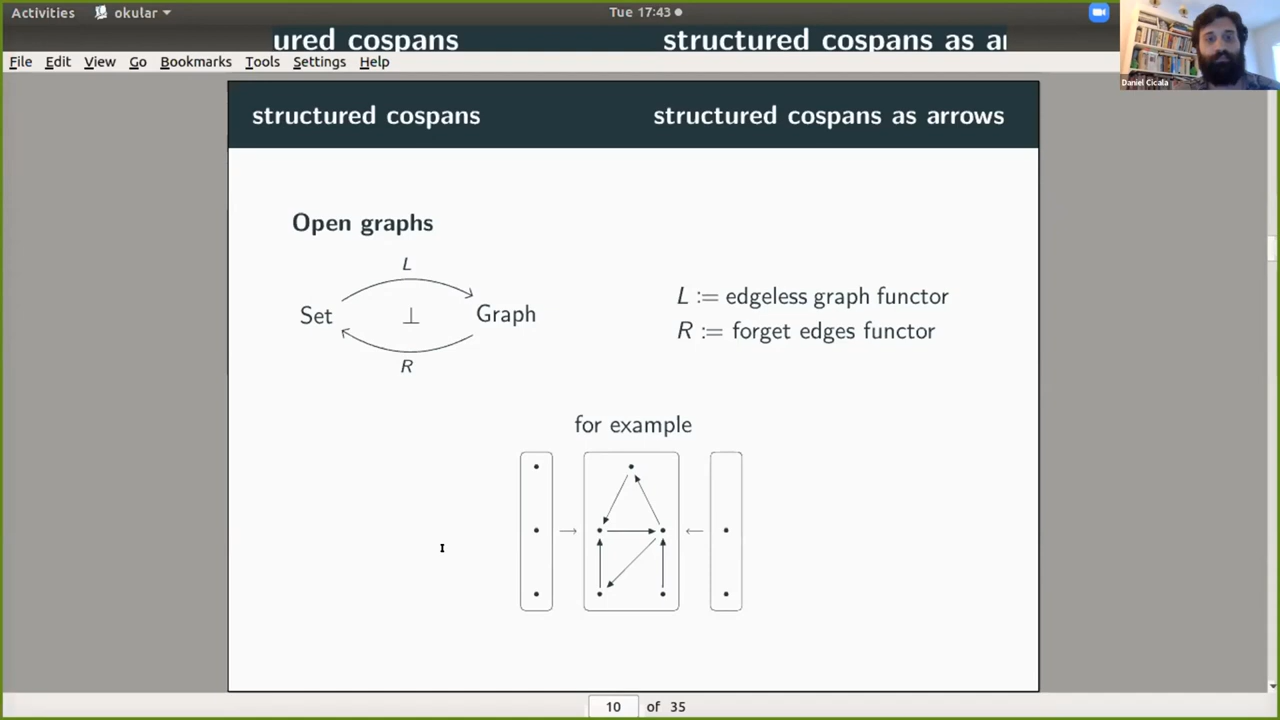 Activities okular Tue 17:43
ured cospans structured cospans as ar
File Edit View Go Bookmarks Tools Settings Help
Daniel Cicala
structured cospans structured cospans as arrows
Open graphs
L
Set ⊥ Graph
R
L := edgeless graph functor
R := forget edges functor
for example
10 of 35